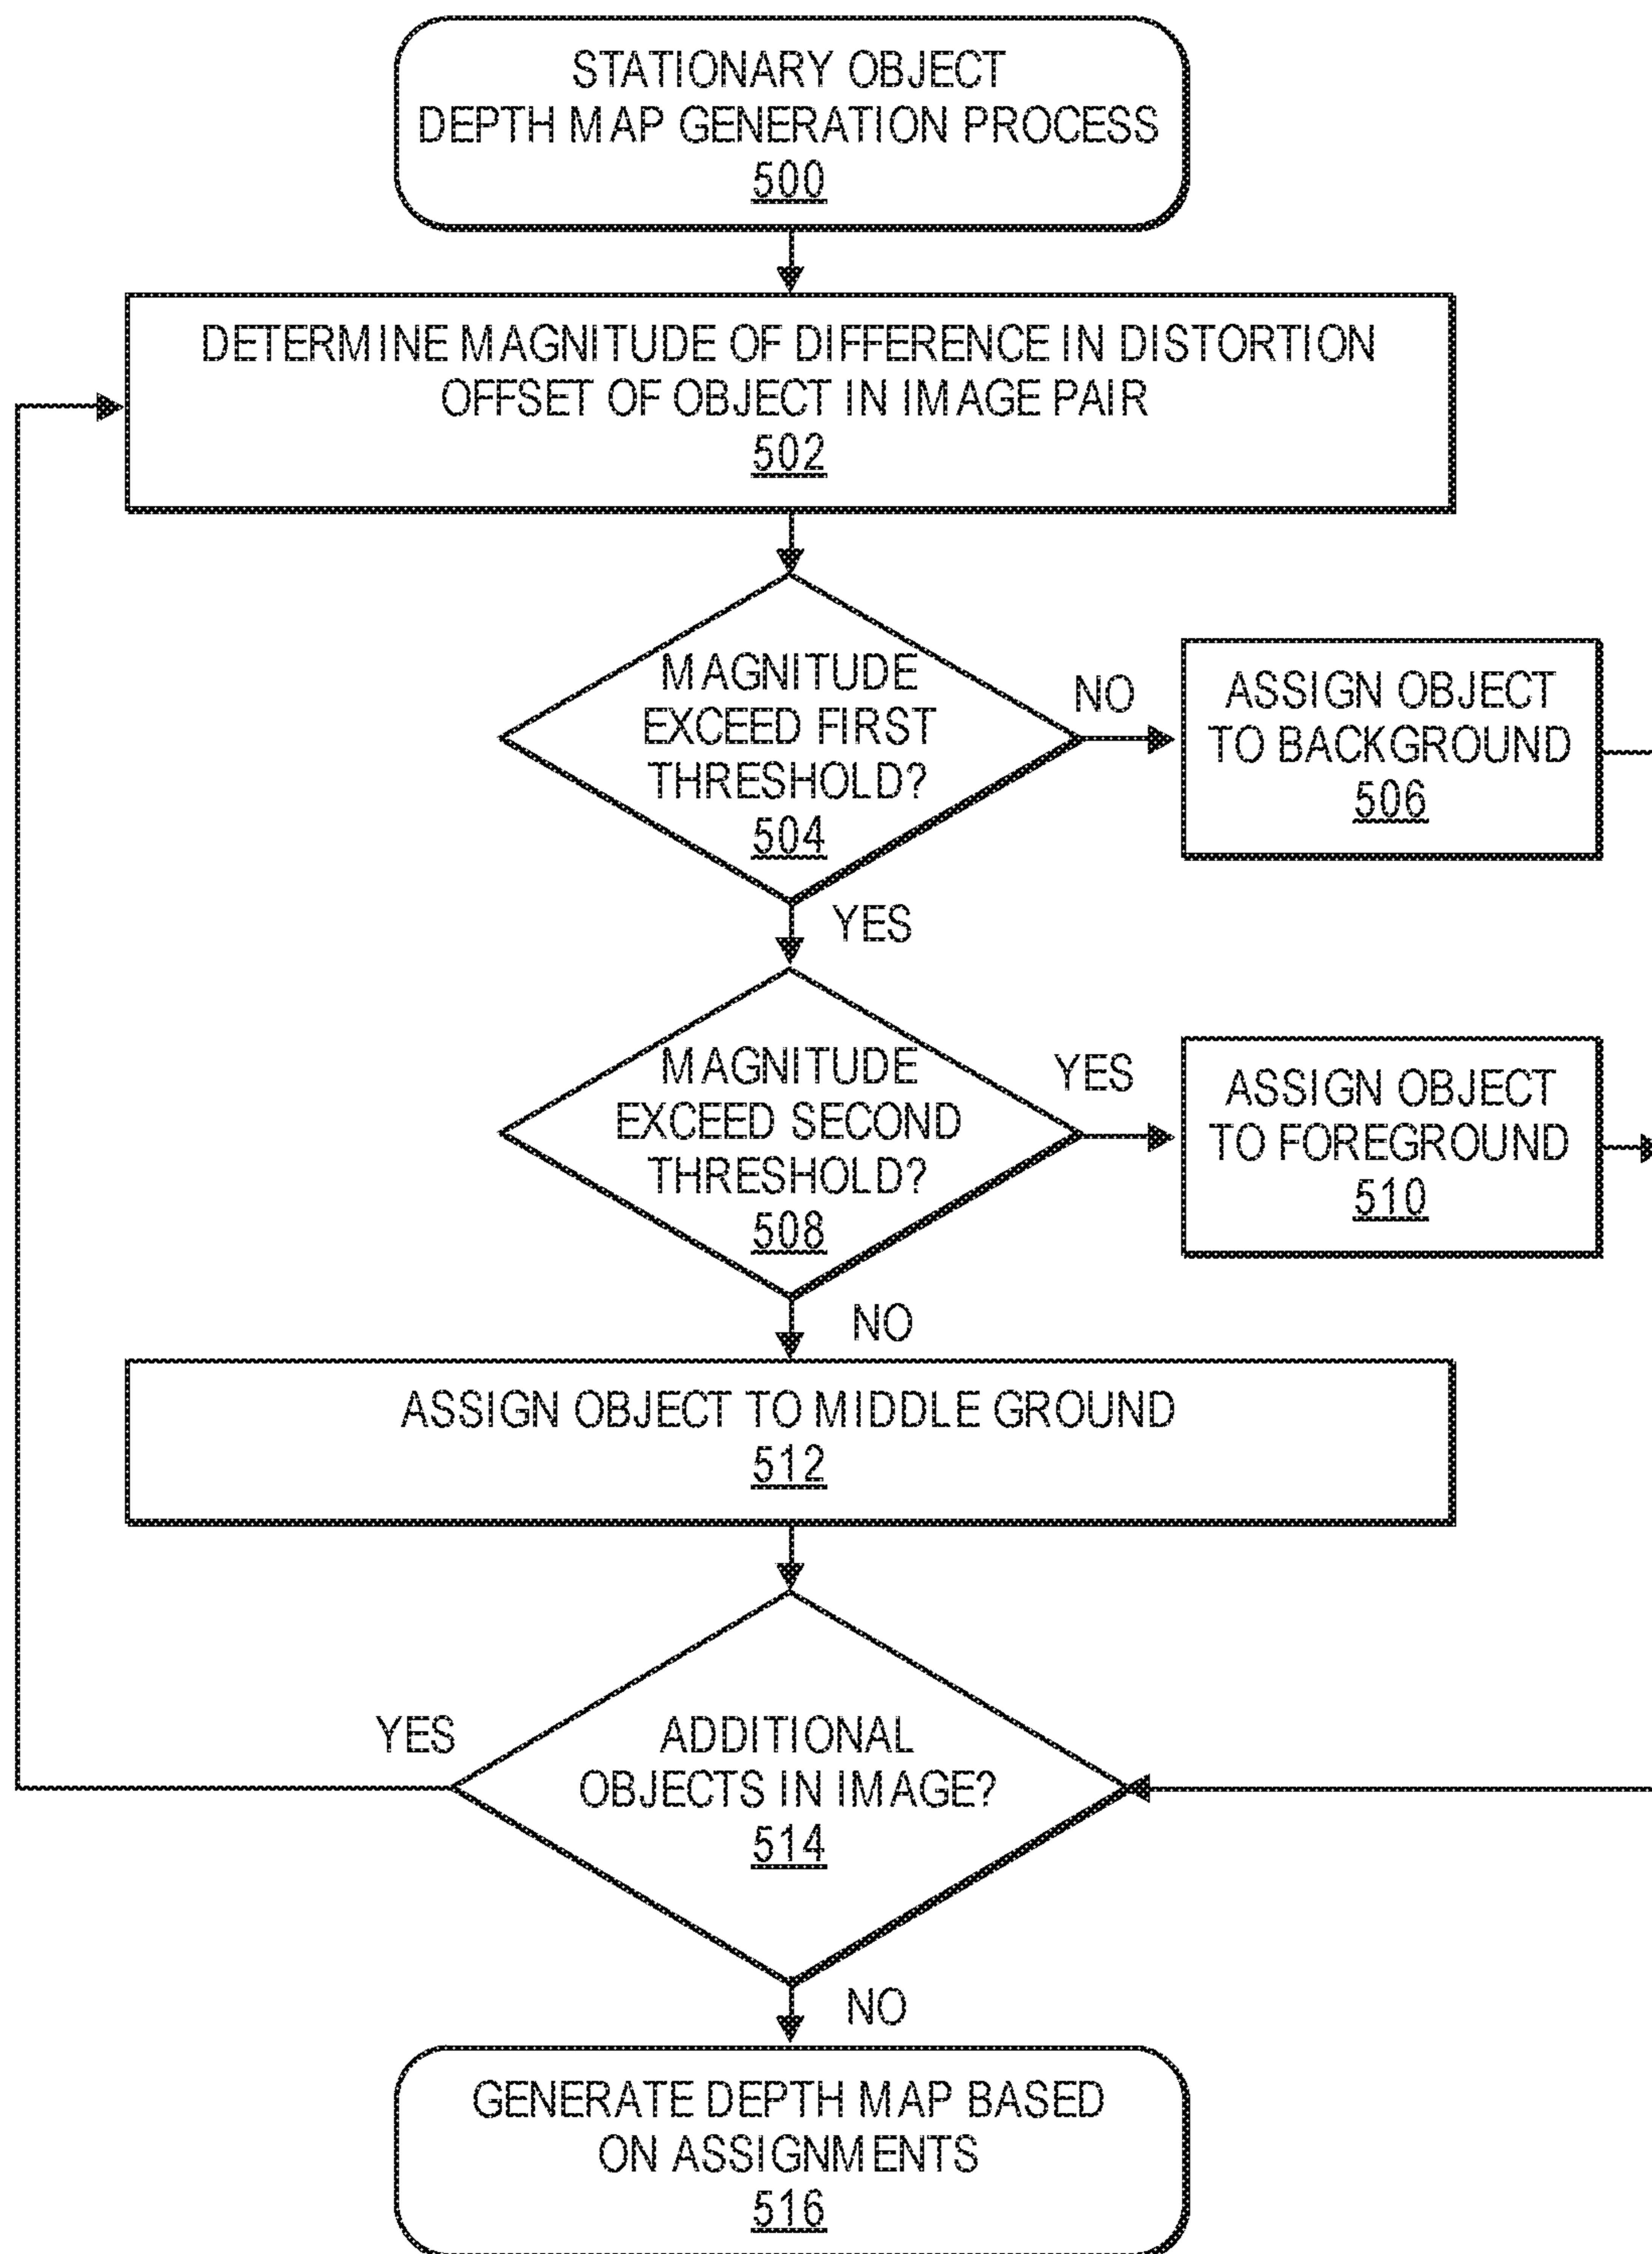 STATIONARY OBJECT
DEPTH MAP GENERATION PROCESS
500
DETERMINE MAGNITUDE OF DIFFERENCE IN DISTORTION
OFFSET OF OBJECT IN IMAGE PAIR
502
MAGNITUDE
EXCEED FIRST
THRESHOLD?
504
NO
ASSIGN OBJECT
TO BACKGROUND
506
YES
MAGNITUDE
EXCEED SECOND
THRESHOLD?
508
YES
ASSIGN OBJECT
TO FOREGROUND
510
NO
ASSIGN OBJECT TO MIDDLE GROUND
512
YES
ADDITIONAL
OBJECTS IN IMAGE?
514
NO
GENERATE DEPTH MAP BASED
ON ASSIGNMENTS
516